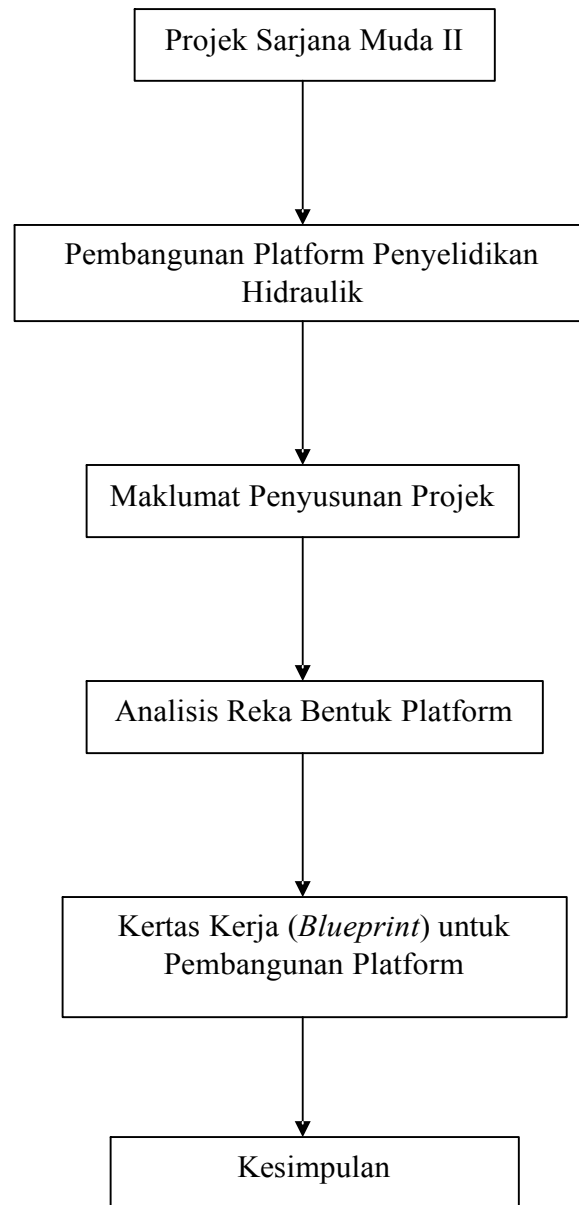 Projek Sarjana Muda II
Pembangunan Platform Penyelidikan
Hidraulik
Maklumat Penyusunan Projek
Analisis Reka Bentuk Platform
Kertas Kerja (Blueprint) untuk
Pembangunan Platform
Kesimpulan